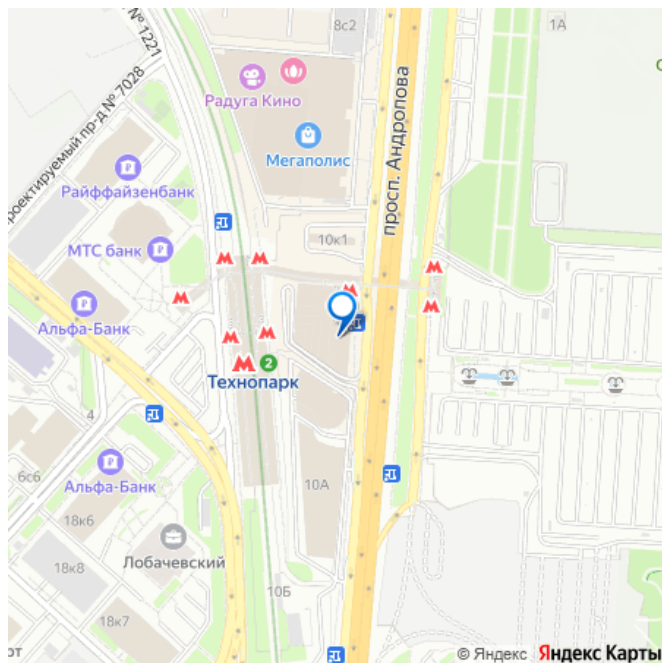 8с2
1А
№ 1221
Радуга Кино
просп. Андропова
Мегаполис
проектируемый пр-д № 7028
Райффайзенбанк
10к1
МТС банк
Альфа-Банк
2
Технопарк
4
6с6
Альфа-Банк
10А
18к6
Лобачевский
18к8
10Б
18к7
© Яндекс Яндекс Карты